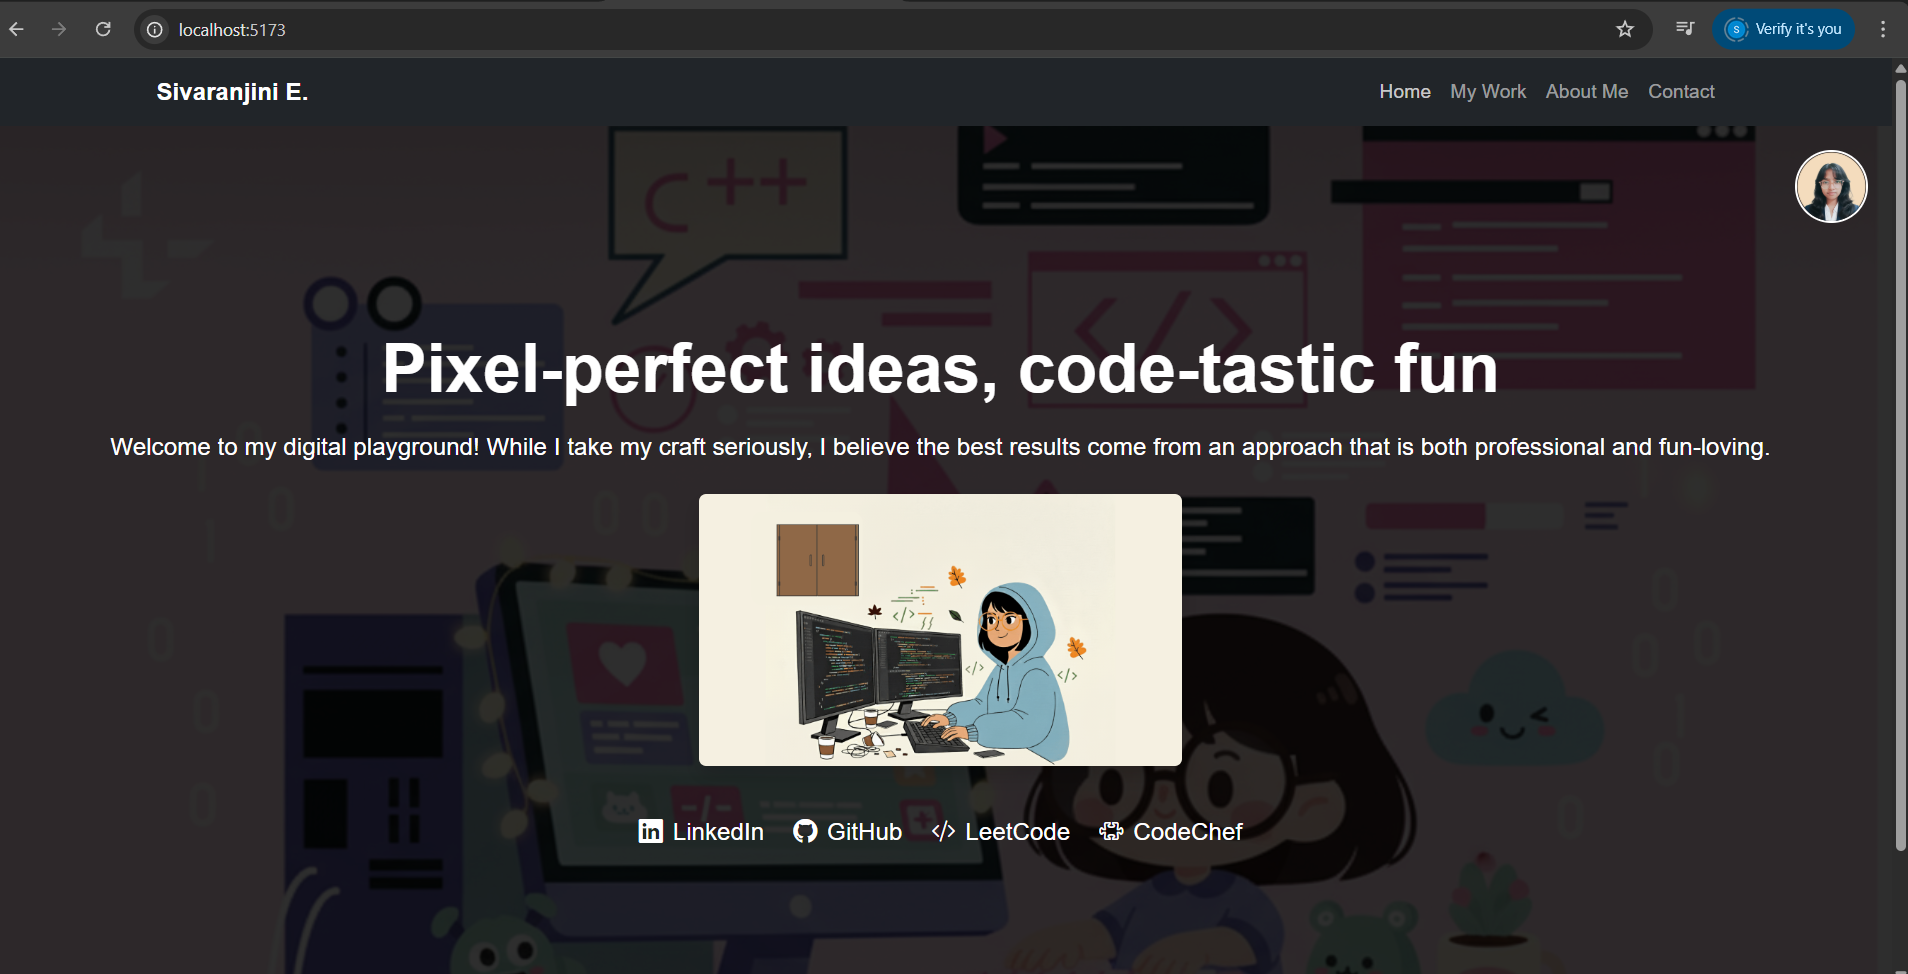 localhost:5173
S
Verify it's you
Sivaranjini E.
Home My Work About Me Contact
C++
</>
Pixel-perfect ideas, code-tastic fun
Welcome to my digital playground! While I take my craft seriously, I believe the best results come from an approach that is both professional and fun-loving.
</>
</>
</>
in LinkedIn GitHub </> LeetCode CodeChef